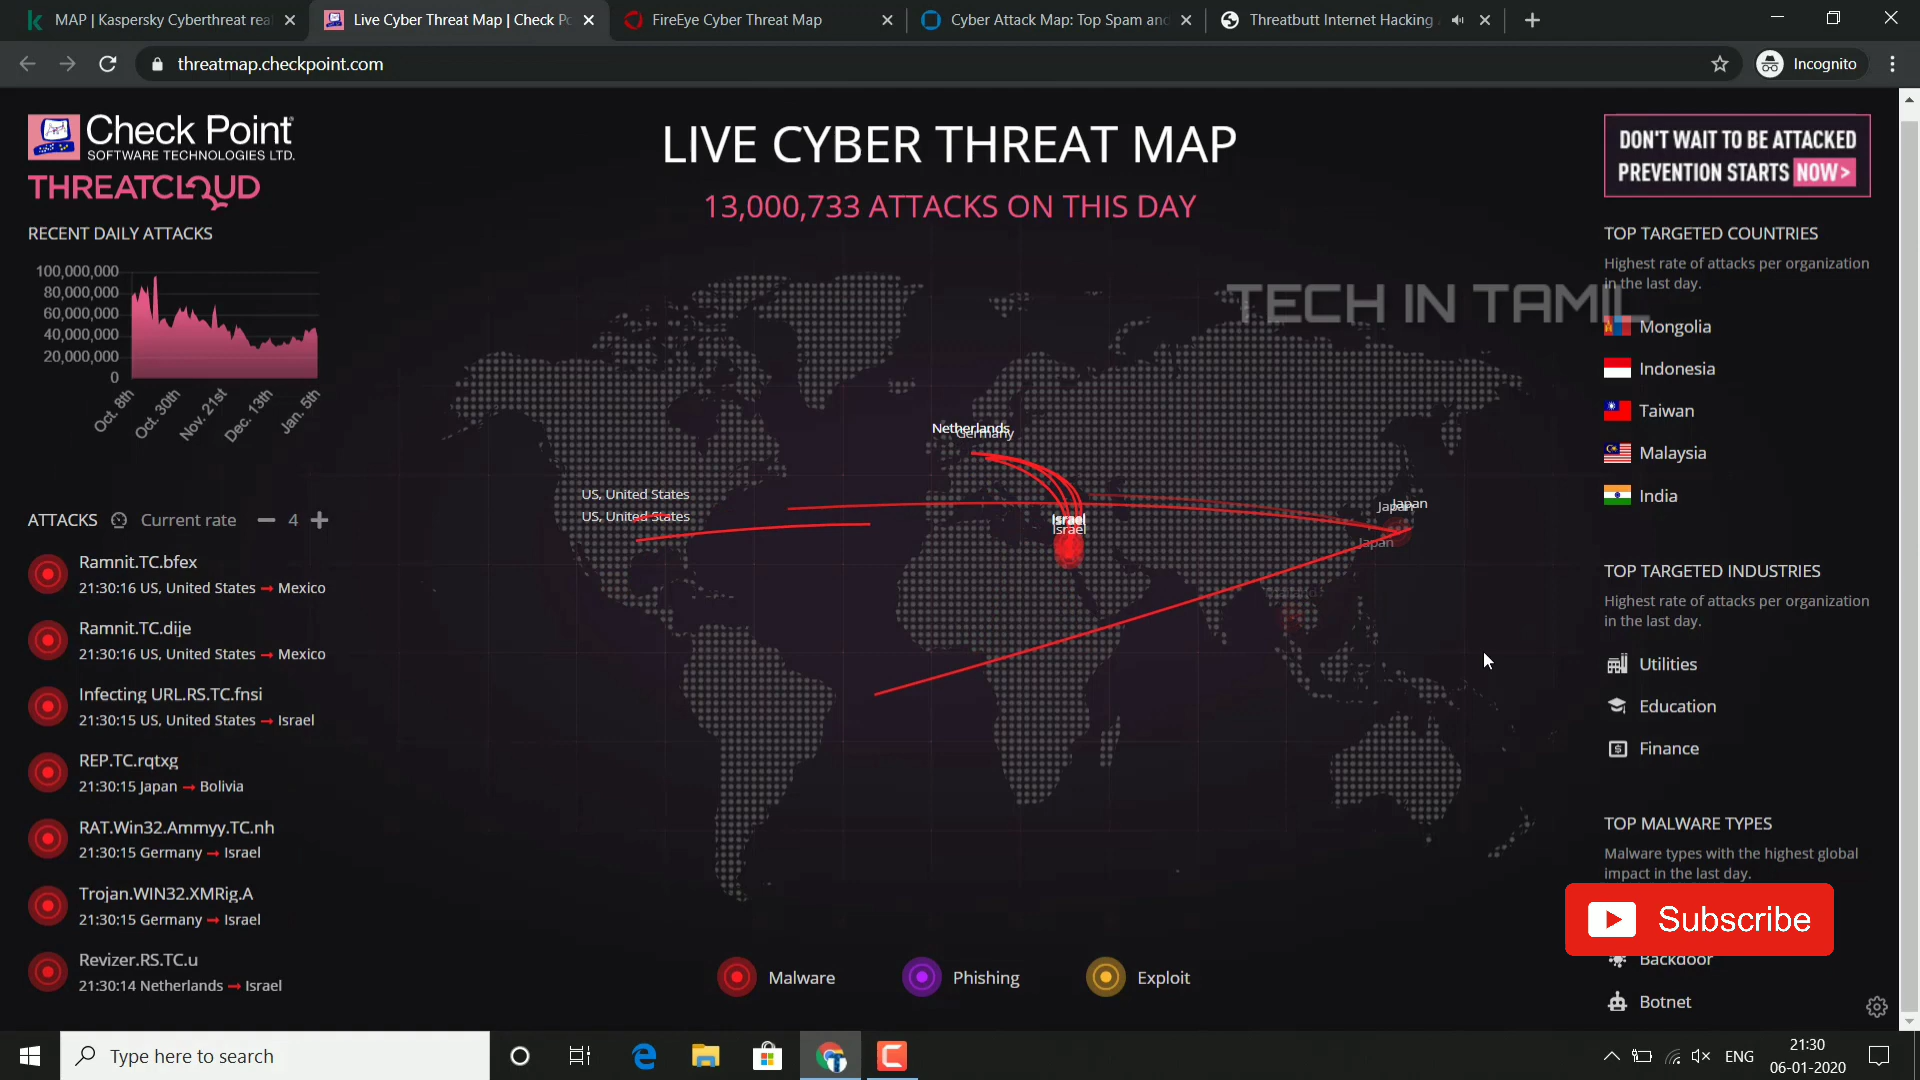 MAP | Kaspersky Cyberthreat rea
Live Cyber Threat Map | Check P
FireEye Cyber Threat Map
Cyber Attack Map: Top Spam and
Threatbutt Internet Hacking
threatmap.checkpoint.com
Incognito
Check Point
SOFTWARE TECHNOLOGIES LTD.
THREATCLOUD
LIVE CYBER THREAT MAP
13,000,733 ATTACKS ON THIS DAY
DON'T WAIT TO BE ATTACKED
PREVENTION STARTS NOW >
RECENT DAILY ATTACKS
100,000,000
80,000,000
60,000,000
40,000,000
20,000,000
0
Oct. 8th
Oct. 30th
Nov. 21st
Dec. 13th
Jan. 5th
ATTACKS Current rate − 4 +
Ramnit.TC.bfex
21:30:16 US, United States → Mexico
Ramnit.TC.dije
21:30:16 US, United States → Mexico
Infecting URL.RS.TC.fnsi
21:30:15 US, United States → Israel
REP.TC.rqtxg
21:30:15 Japan → Bolivia
RAT.Win32.Ammyy.TC.nh
21:30:15 Germany → Israel
Trojan.WIN32.XMRig.A
21:30:15 Germany → Israel
Revizer.RS.TC.u
21:30:14 Netherlands → Israel
TECH IN TAMIL
Netherlands
Germany
US, United States
US, United States
Israel
Israel
Japan
Japan
Japan
Malware
Phishing
Exploit
TOP TARGETED COUNTRIES
Highest rate of attacks per organization
in the last day.
Mongolia
Indonesia
Taiwan
Malaysia
India
TOP TARGETED INDUSTRIES
Highest rate of attacks per organization
in the last day.
Utilities
Education
Finance
TOP MALWARE TYPES
Malware types with the highest global
impact in the last day.
Subscribe
Backdoor
Botnet
Type here to search
ENG
21:30
06-01-2020